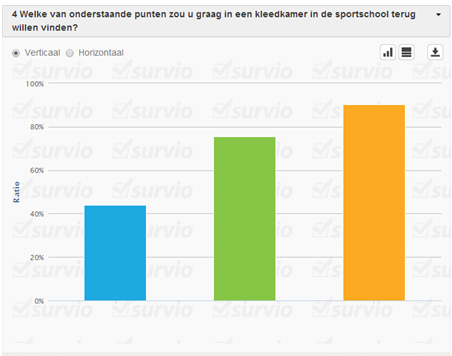 4 Welke van onderstaande punten zou u graag in een kleedkamer in de sportschool terug
willen vinden?
Verticaal Horizontaal
100%
80%
60%
40%
20%
0%
Ratio
survio